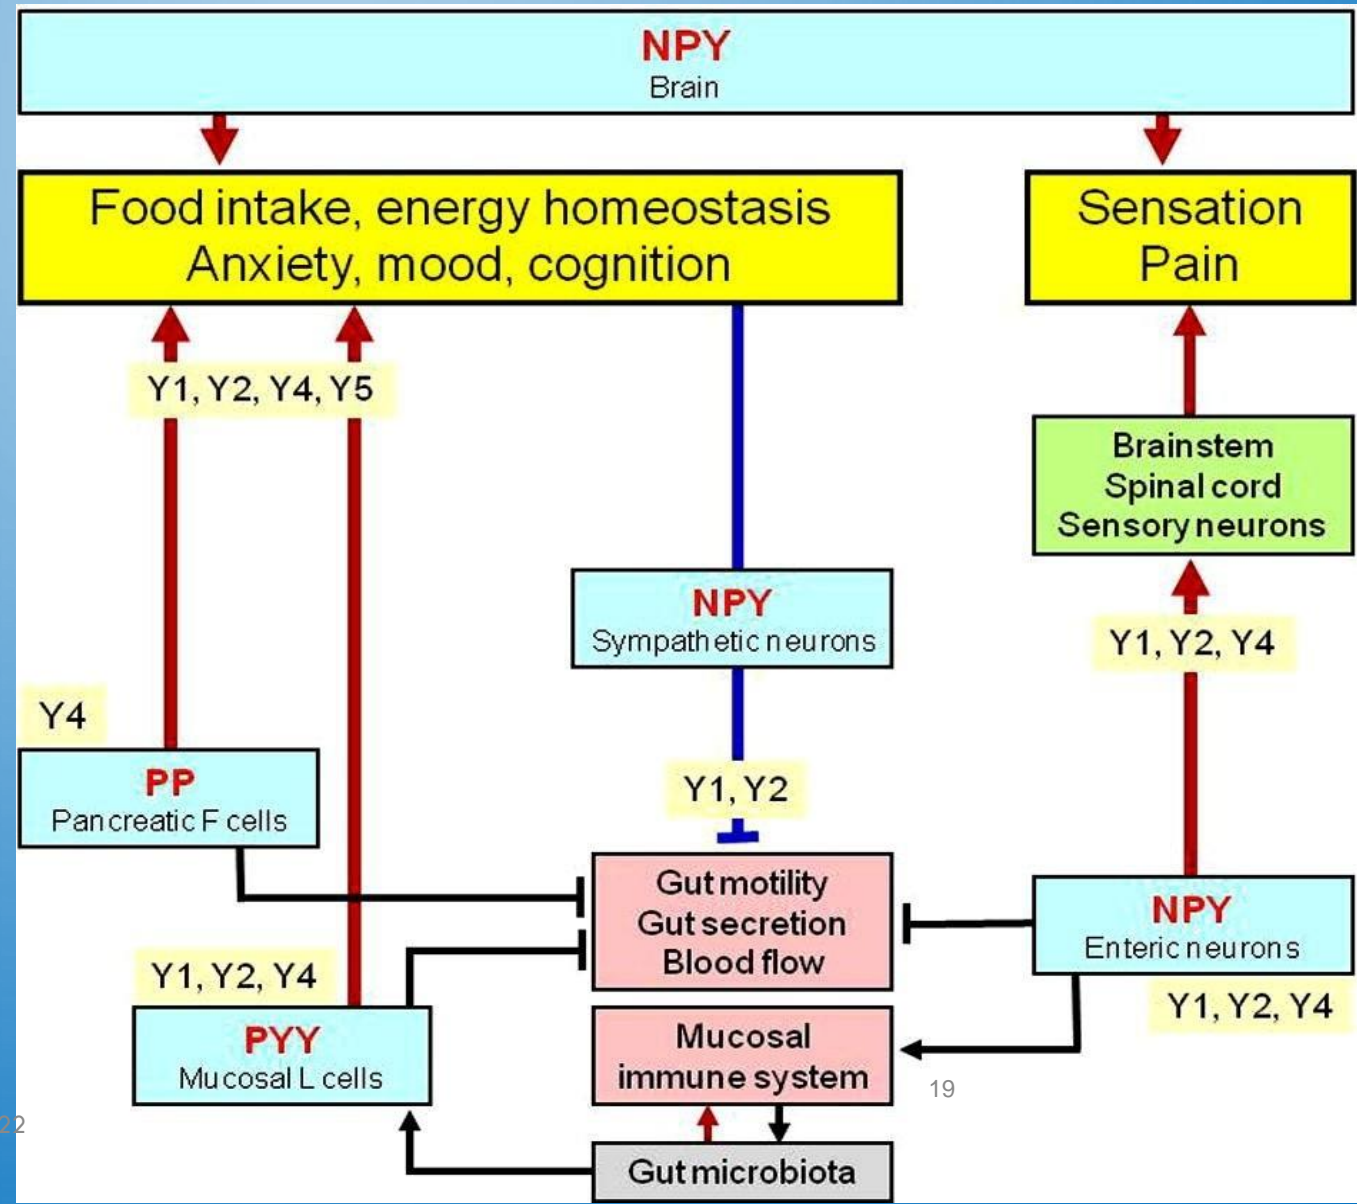 NPY
Brain
Food intake, energy homeostasis
Anxiety, mood, cognition
Sensation
Pain
Y1, Y2, Y4, Y5
Brainstem
Spinal cord
Sensory neurons
NPY
Sympathetic neurons
Y1, Y2, Y4
Y4
PP
Pancreatic F cells
Y1, Y2
Gut motility
Gut secretion
Blood flow
NPY
Enteric neurons
Y1, Y2, Y4
Y1, Y2, Y4
PYY
Mucosal L cells
Mucosal
immune system
19
22
Gut microbiota